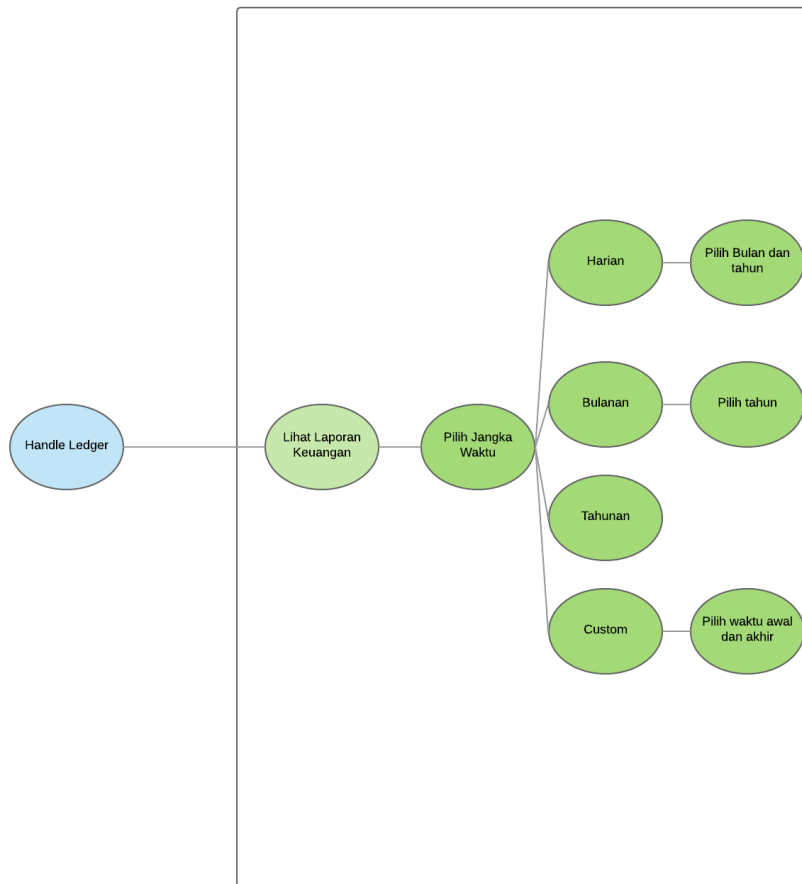 Handle Ledger
Lihat Laporan
Keuangan
Pilih Jangka
Waktu
Harian
Pilih Bulan dan
tahun
Bulanan
Pilih tahun
Tahunan
Custom
Pilih waktu awal
dan akhir